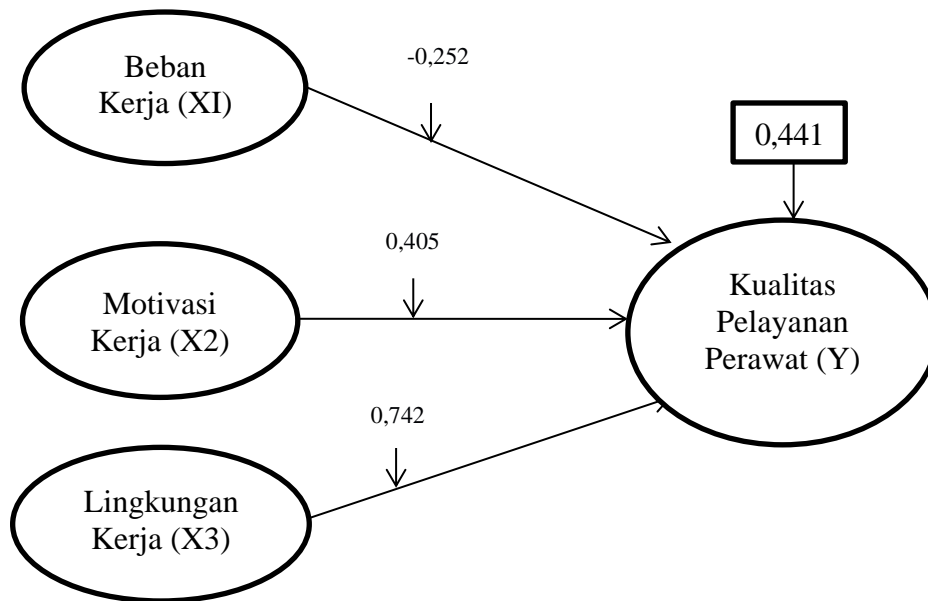 Beban
Kerja (XI)
-0,252
0,441
Motivasi
Kerja (X2)
0,405
Kualitas
Pelayanan
Perawat (Y)
Lingkungan
Kerja (X3)
0,742